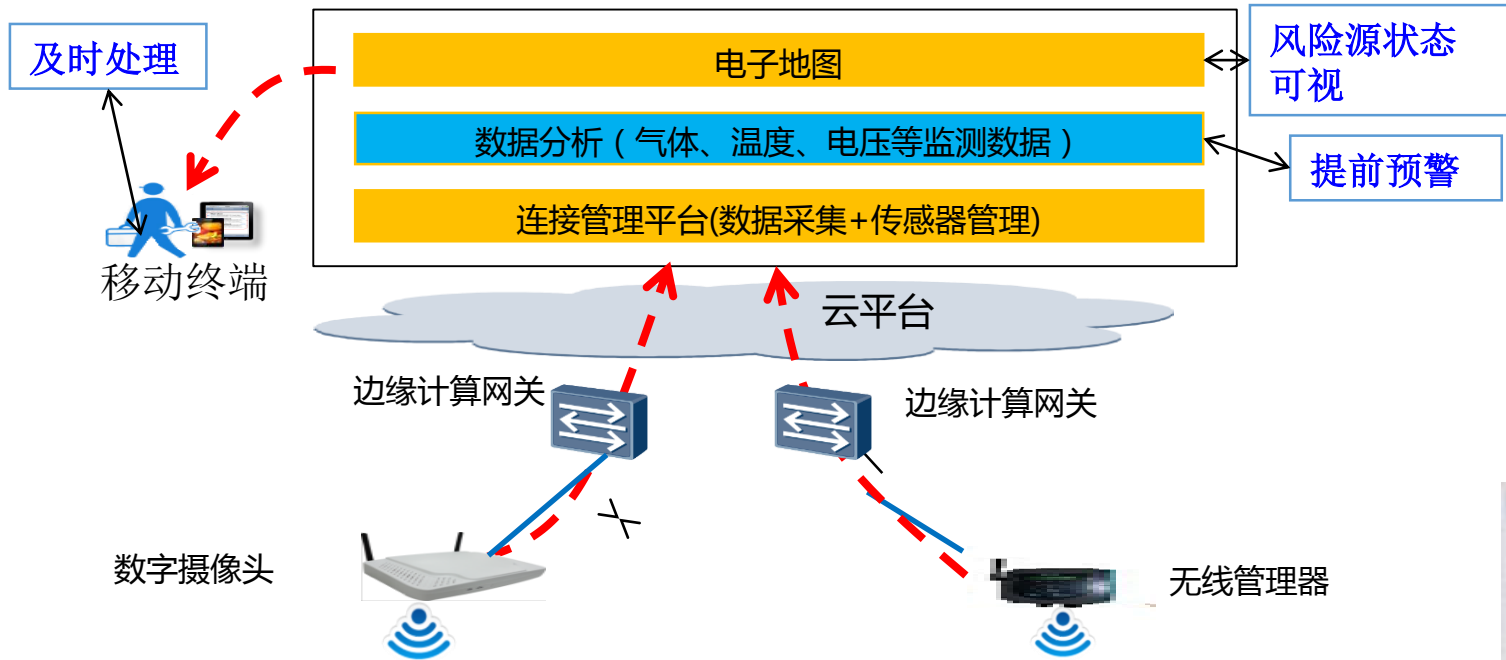 及时处理
电子地图
风险源状态
可视
数据分析（气体、温度、电压等监测数据）
提前预警
连接管理平台(数据采集+传感器管理)
移动终端
云平台
边缘计算网关
边缘计算网关
数字摄像头
无线管理器